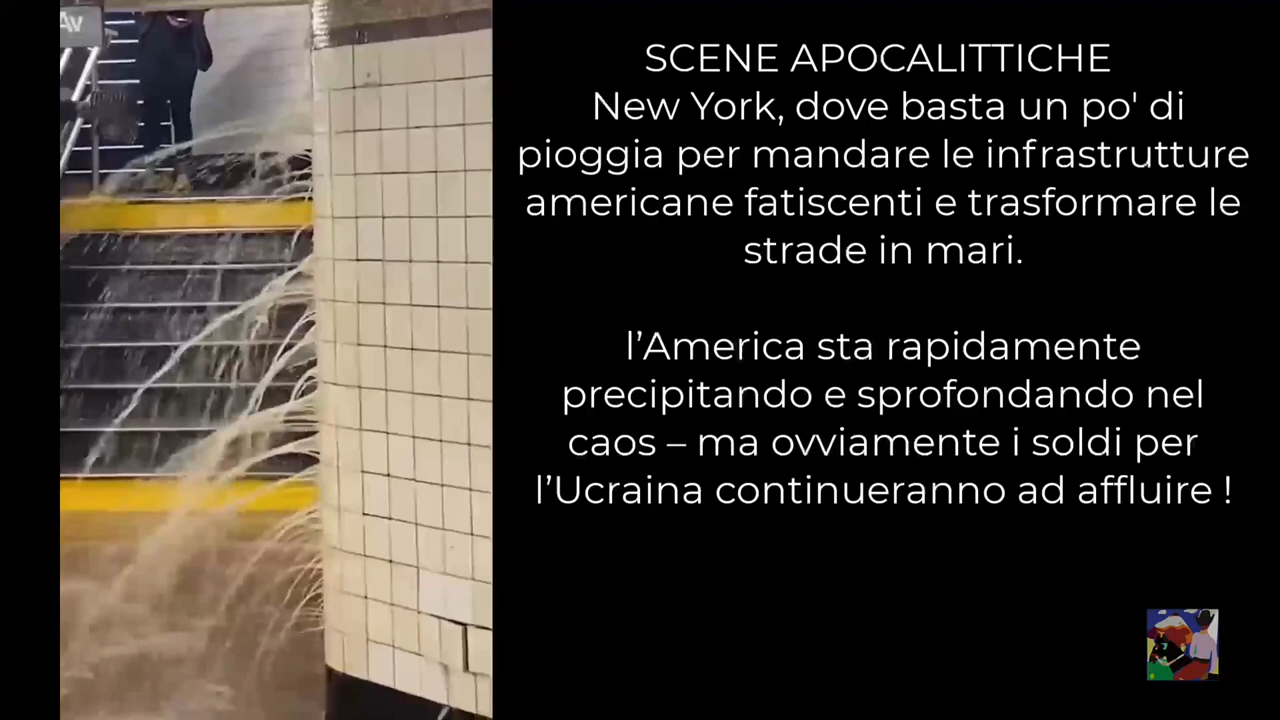 Av
SCENE APOCALITTICHE
New York, dove basta un po' di
pioggia per mandare le infrastrutture
americane fatiscenti e trasformare le
strade in mari.
l’America sta rapidamente
precipitando e sprofondando nel
caos – ma ovviamente i soldi per
l’Ucraina continueranno ad affluire !